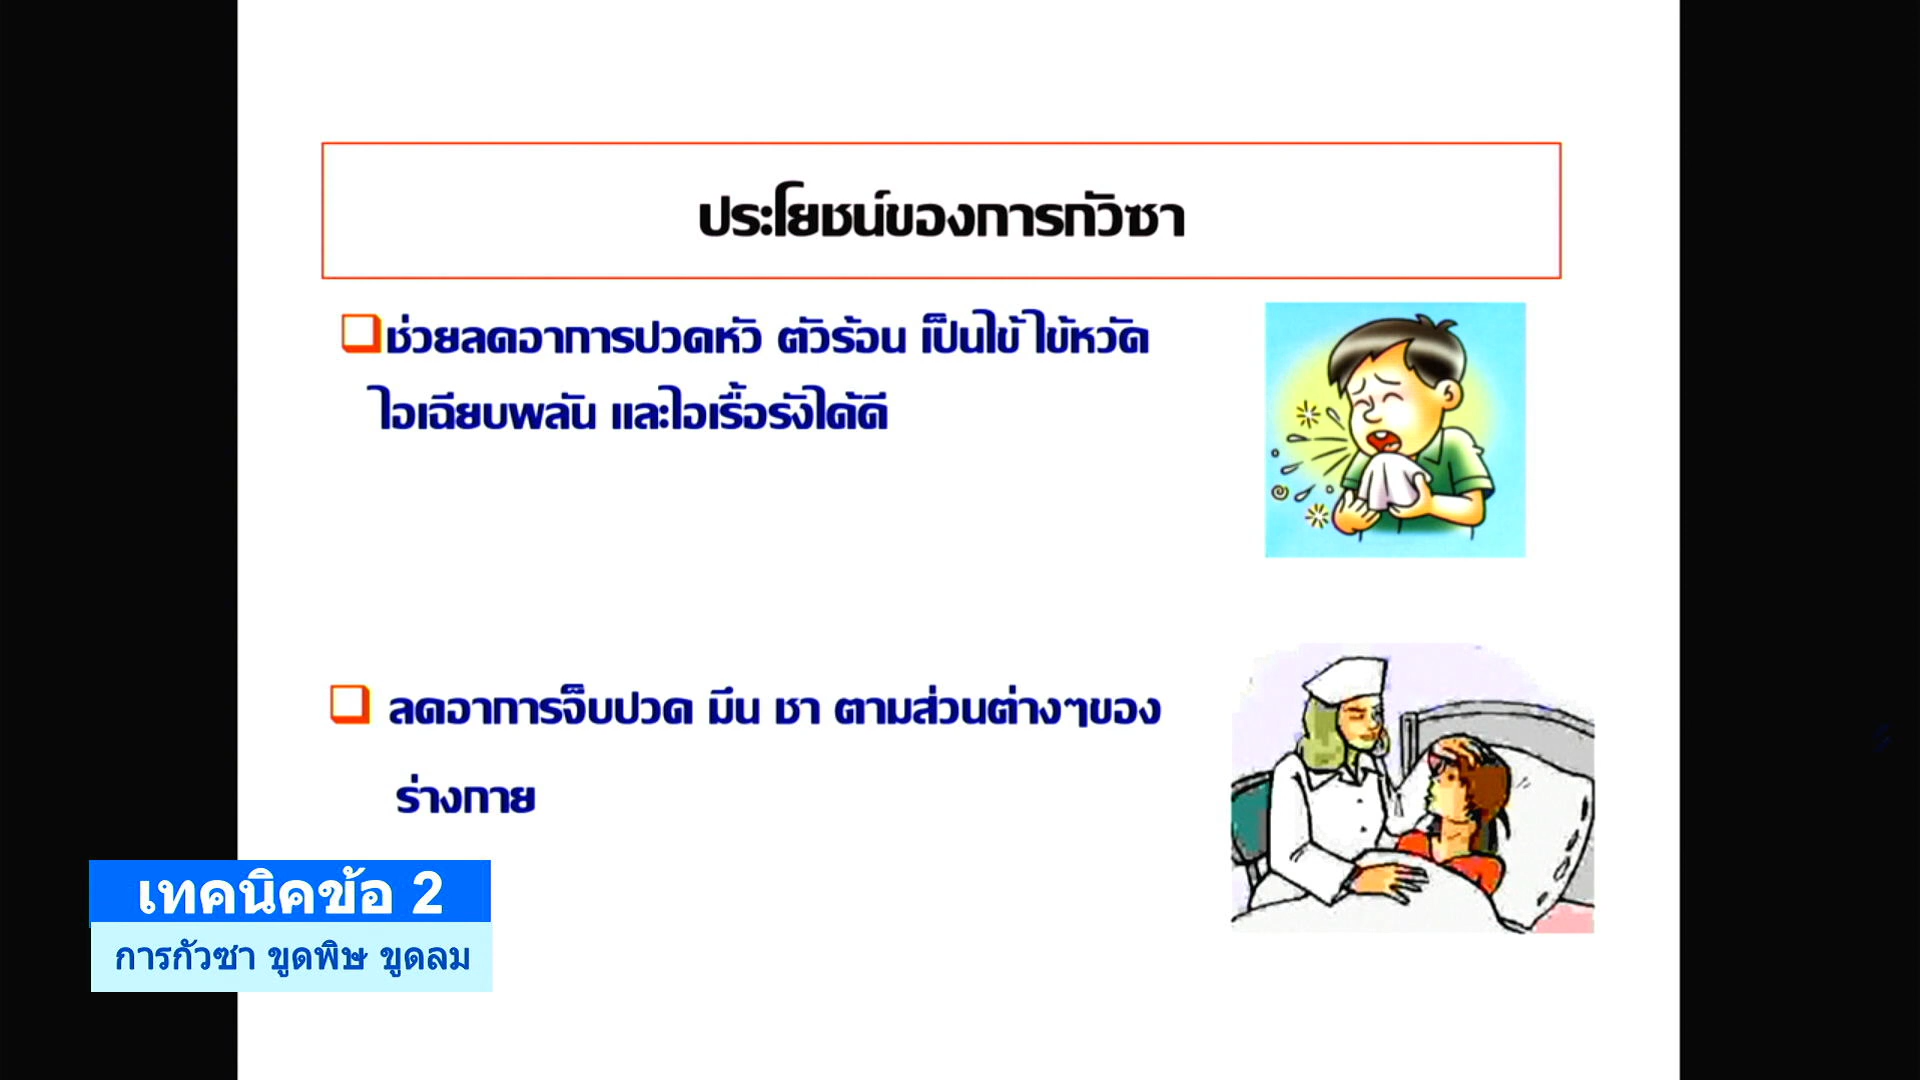 ประโยชน์ของการกัวซา
ช่วยลดอาการปวดหัว ตัวร้อน เป็นไข้ ไข้หวัด
ไอเฉียบพลัน และไอเรื้อรังได้ดี
ลดอาการจ็บปวด มึน ชา ตามส่วนต่างๆของ
ร่างกาย
เทคนิคข้อ 2
การกัวซา ขูดพิษ ขูดลม